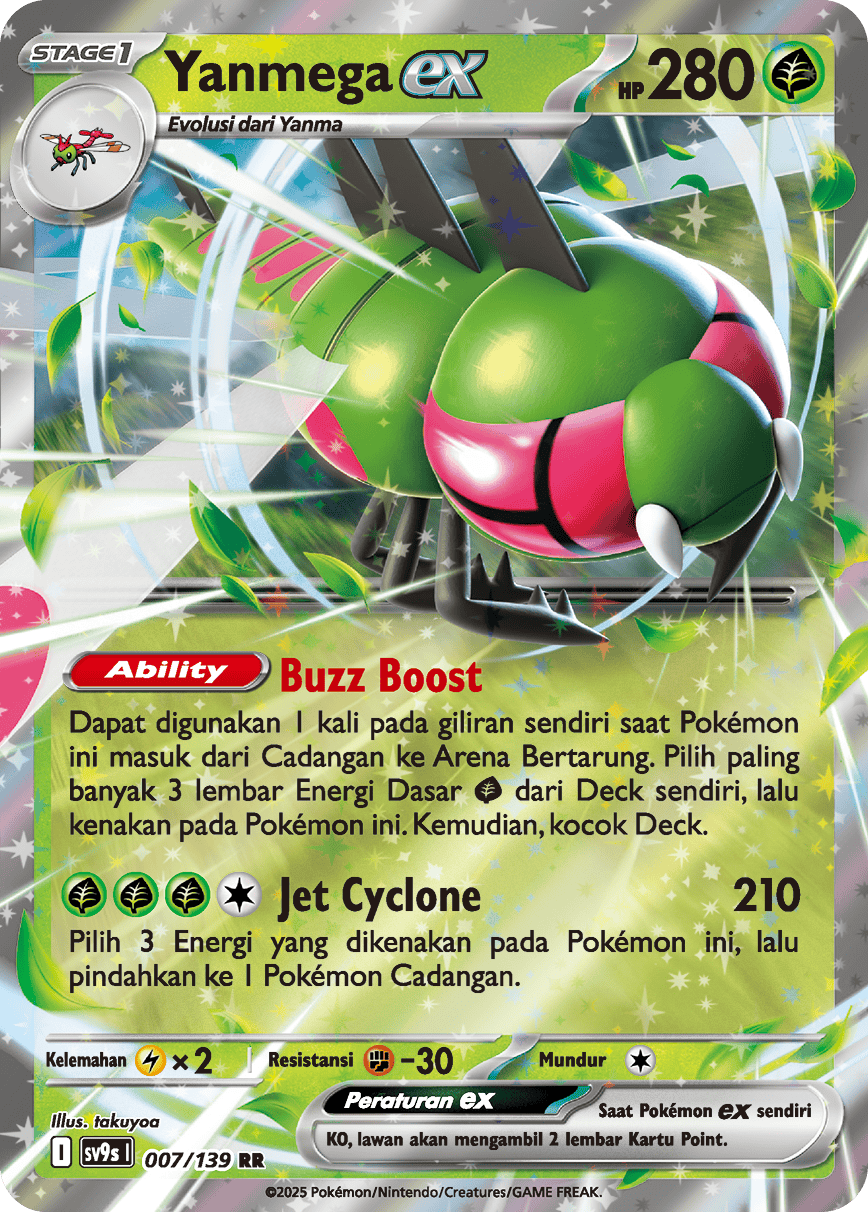 STAGE 1
Yanmega ex
HP 280
Evolusi dari Yanma
Ability Buzz Boost
Dapat digunakan 1 kali pada giliran sendiri saat Pokémon
ini masuk dari Cadangan ke Arena Bertarung. Pilih paling
banyak 3 lembar Energi Dasar dari Deck sendiri, lalu
kenakan pada Pokémon ini. Kemudian, kocok Deck.
Jet Cyclone 210
Pilih 3 Energi yang dikenakan pada Pokémon ini, lalu
pindahkan ke 1 Pokémon Cadangan.
Kelemahan ×2 Resistansi -30 Mundur
Peraturan ex
Saat Pokémon ex sendiri
KO, lawan akan mengambil 2 lembar Kartu Point.
Illus. takuyoa
I sv9s I 007/139 RR
©2025 Pokémon/Nintendo/Creatures/GAME FREAK.